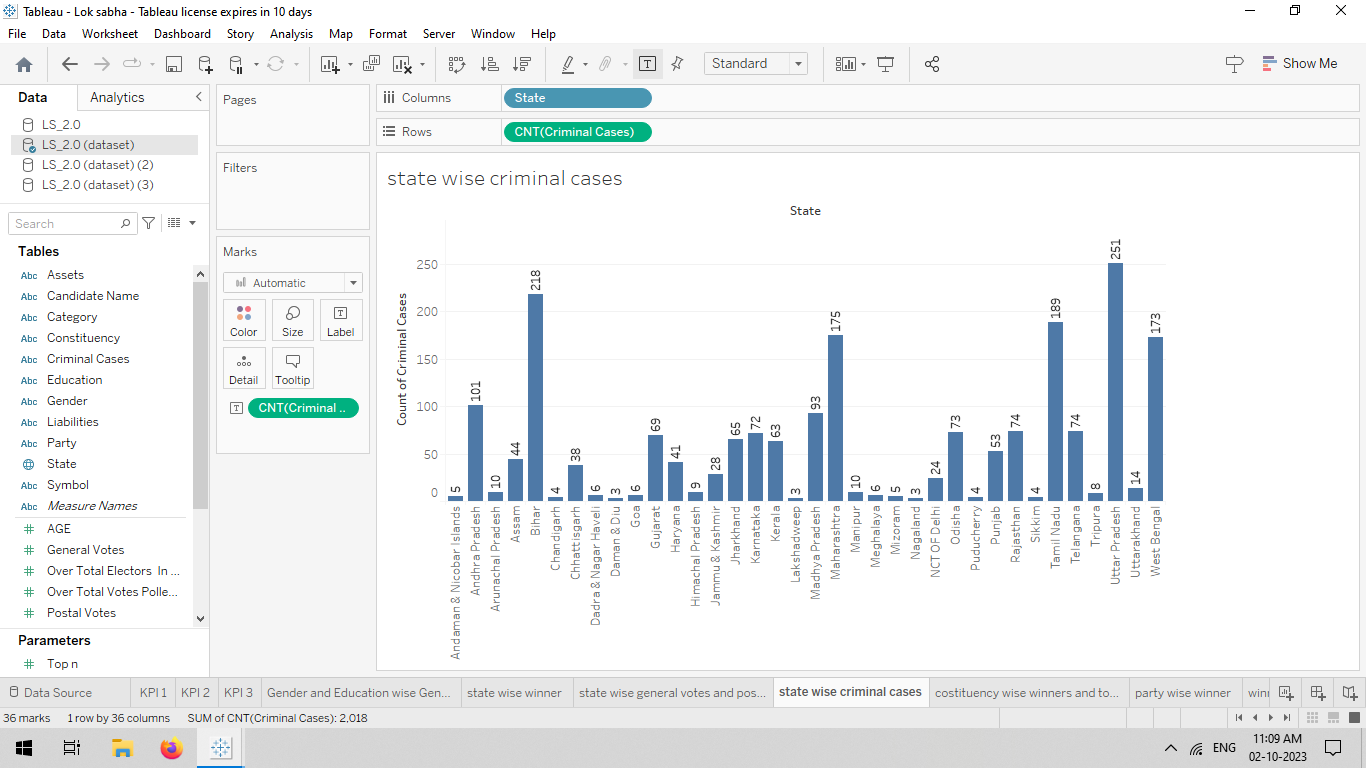 Tableau - Lok sabha - Tableau license expires in 10 days
File Data Worksheet Dashboard Story Analysis Map Format Server Window Help
Standard
Show Me
Data Analytics
LS_2.0
LS_2.0 (dataset)
LS_2.0 (dataset) (2)
LS_2.0 (dataset) (3)
Search
Tables
Abc Assets
Abc Candidate Name
Abc Category
Abc Constituency
Abc Criminal Cases
Abc Education
Abc Gender
Abc Liabilities
Abc Party
State
Abc Symbol
Abc Measure Names
AGE
General Votes
Over Total Electors In ...
Over Total Votes Polle...
Postal Votes
Parameters
Top n
Pages
Filters
Marks
Automatic
Color Size Label
Detail Tooltip
CNT(Criminal ..
Columns State
Rows CNT(Criminal Cases)
state wise criminal cases
State
Count of Criminal Cases
250
200
150
100
50
0
5 101 10 44 218 4 38 6 3 6 69 41 9 28 65 72 63 3 93 175 10 6 5 3 24 73 4 53 74 4 189 74 8 251 14 173
Andaman & Nicobar Islands
Andhra Pradesh
Arunachal Pradesh
Assam
Bihar
Chandigarh
Chhattisgarh
Dadra & Nagar Haveli
Daman & Diu
Goa
Gujarat
Haryana
Himachal Pradesh
Jammu & Kashmir
Jharkhand
Karnataka
Kerala
Lakshadweep
Madhya Pradesh
Maharashtra
Manipur
Meghalaya
Mizoram
Nagaland
NCT OF Delhi
Odisha
Puducherry
Punjab
Rajasthan
Sikkim
Tamil Nadu
Telangana
Tripura
Uttar Pradesh
Uttarakhand
West Bengal
Data Source KPI 1 KPI 2 KPI 3 Gender and Education wise Gen... state wise winner state wise general votes and pos... state wise criminal cases costituency wise winners and to... party wise winner
36 marks 1 row by 36 columns SUM of CNT(Criminal Cases): 2,018
ENG
11:09 AM
02-10-2023